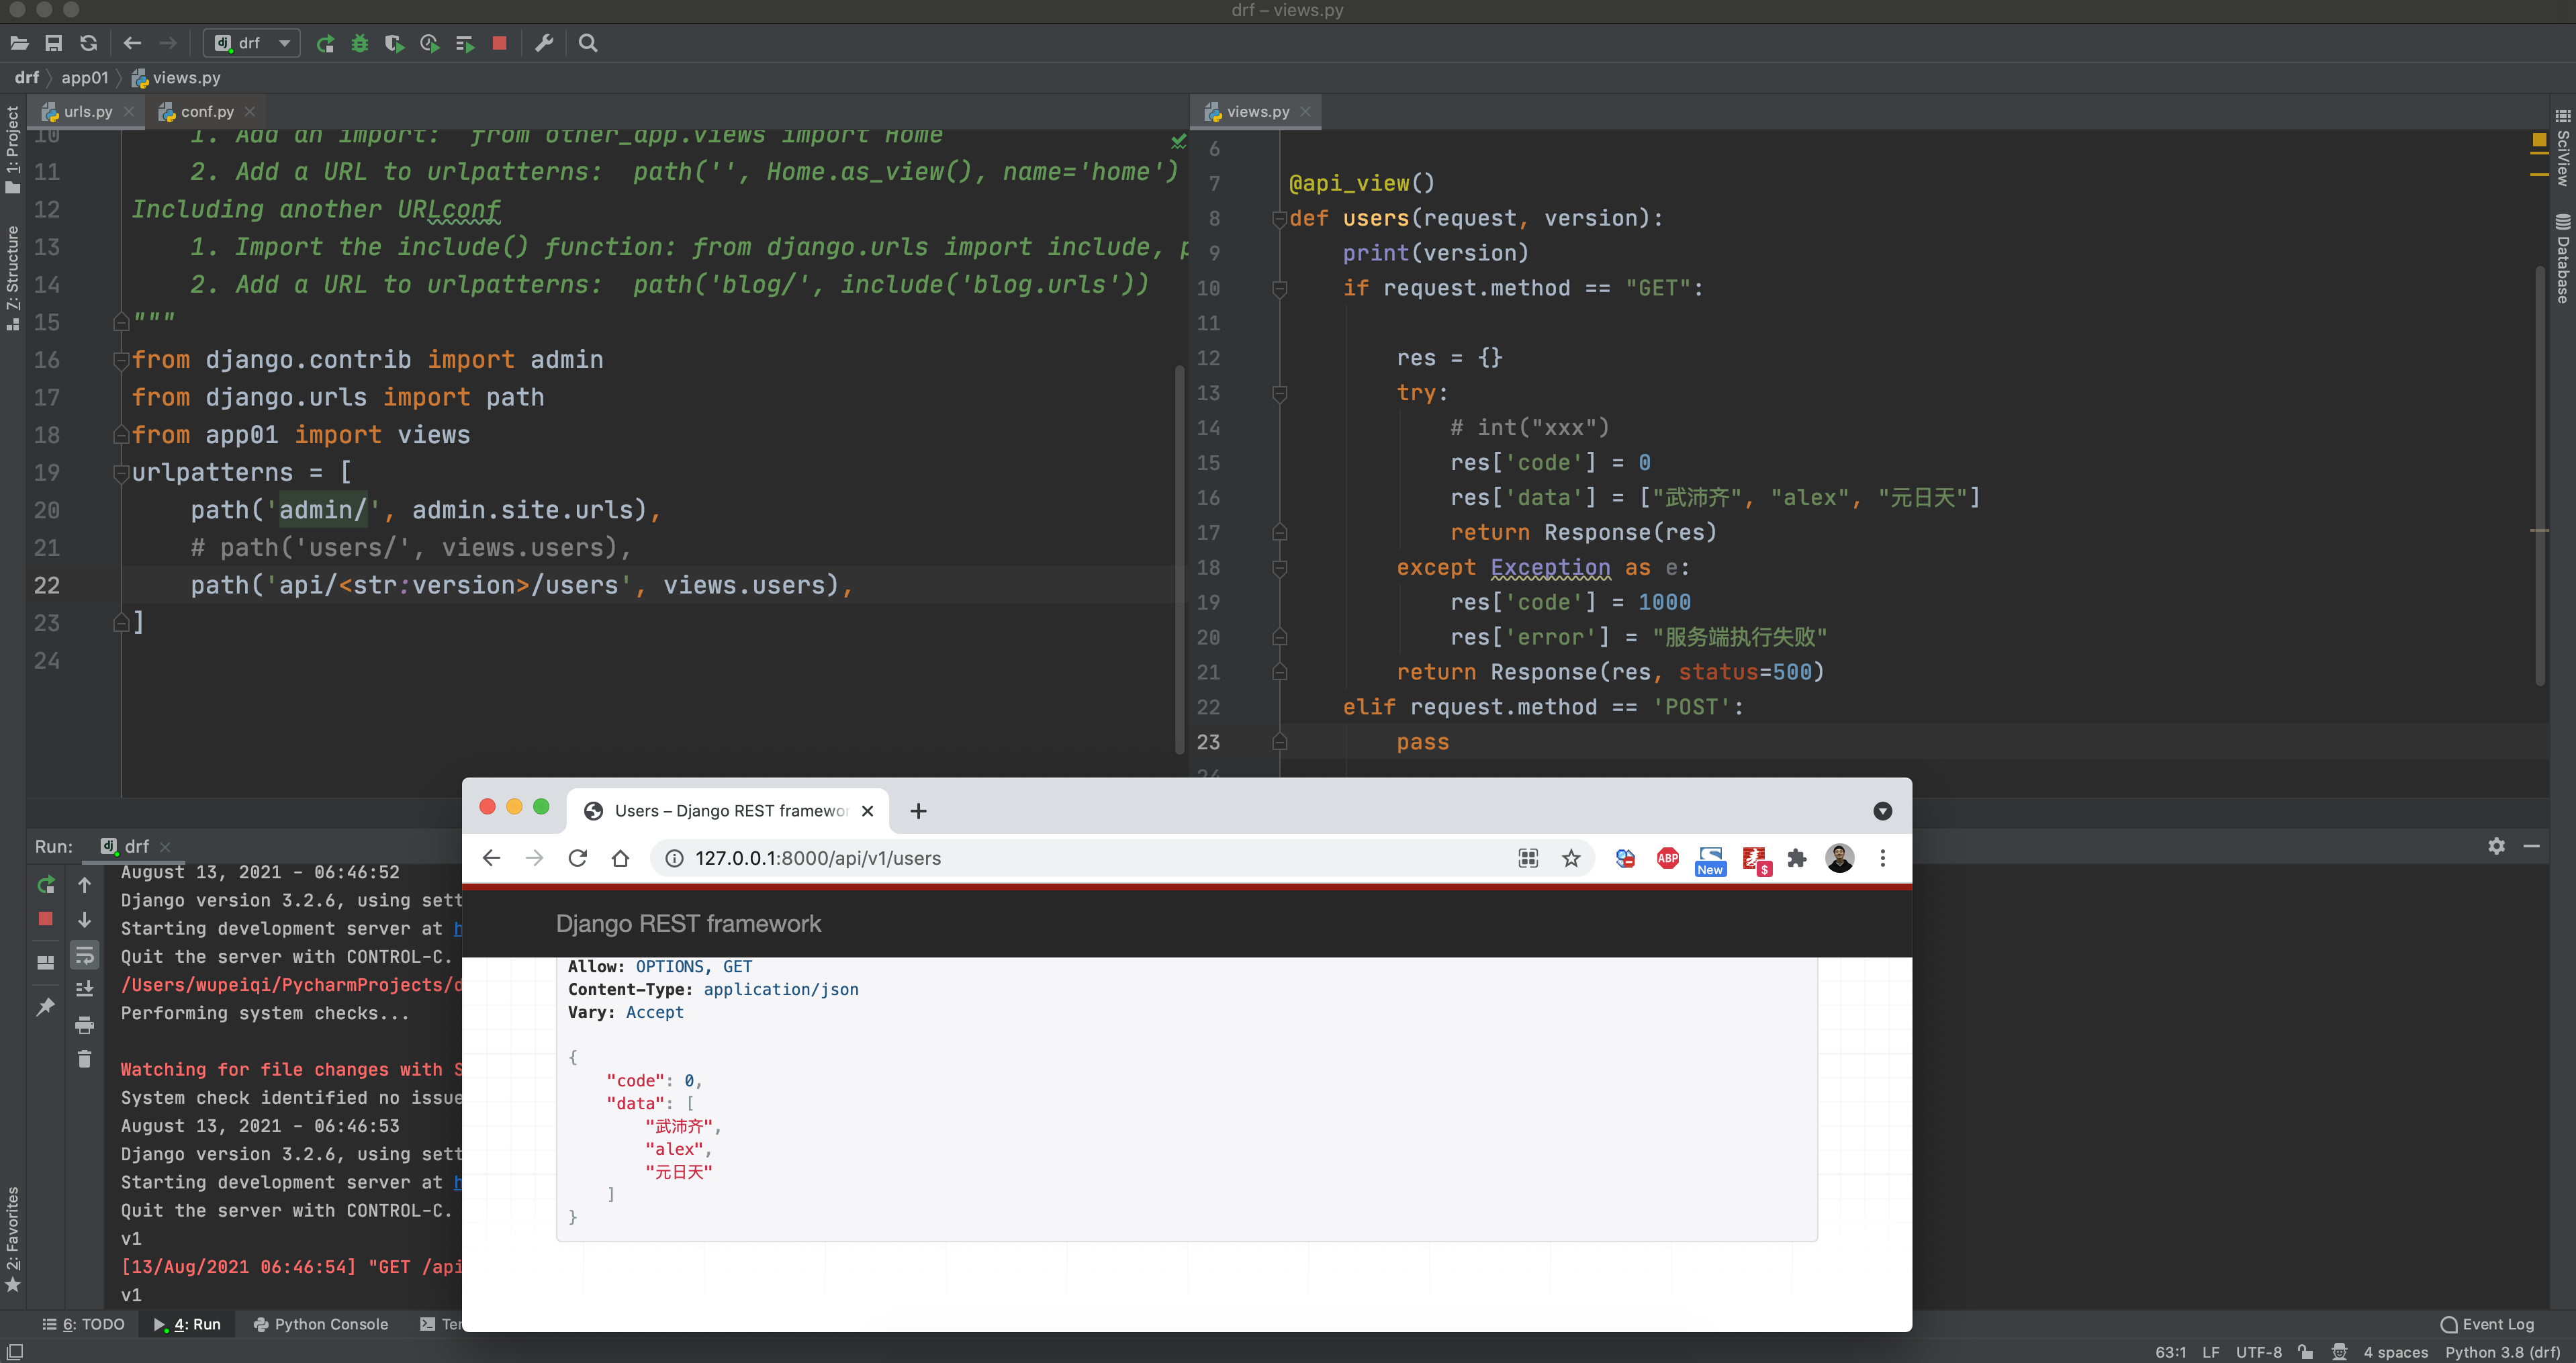 drf – views.py
drf
drf 〉 app01 〉 views.py
urls.py
conf.py
views.py
1: Project
Z: Structure
2: Favorites
SciView
Database
10 1. Add an import:  from other_app.views import Home
11 2. Add a URL to urlpatterns:  path('', Home.as_view(), name='home')
12 Including another URLconf
13 1. Import the include() function: from django.urls import include, p
14 2. Add a URL to urlpatterns:  path('blog/', include('blog.urls'))
15 """
16 from django.contrib import admin
17 from django.urls import path
18 from app01 import views
19 urlpatterns = [
20 path('admin/', admin.site.urls),
21 # path('users/', views.users),
22 path('api/<str:version>/users', views.users),
23 ]
24
6
7 @api_view()
8 def users(request, version):
9 print(version)
10 if request.method == "GET":
11
12 res = {}
13 try:
14 # int("xxx")
15 res['code'] = 0
16 res['data'] = ["武沛齐", "alex", "元日天"]
17 return Response(res)
18 except Exception as e:
19 res['code'] = 1000
20 res['error'] = "服务端执行失败"
21 return Response(res, status=500)
22 elif request.method == 'POST':
23 pass
24
Run: drf
August 13, 2021 - 06:46:52
Django version 3.2.6, using sett
Starting development server at h
Quit the server with CONTROL-C.
/Users/wupeiqi/PycharmProjects/d
Performing system checks...
Watching for file changes with S
System check identified no issue
August 13, 2021 - 06:46:53
Django version 3.2.6, using sett
Starting development server at h
Quit the server with CONTROL-C.
v1
[13/Aug/2021 06:46:54] "GET /api
v1
Users – Django REST framewor
127.0.0.1:8000/api/v1/users
ABP
New
$
Django REST framework
Allow: OPTIONS, GET
Content-Type: application/json
Vary: Accept
{
"code": 0,
"data": [
"武沛齐",
"alex",
"元日天"
]
}
6: TODO
4: Run
Python Console
Ter
Event Log
63:1 LF UTF-8 4 spaces Python 3.8 (drf)